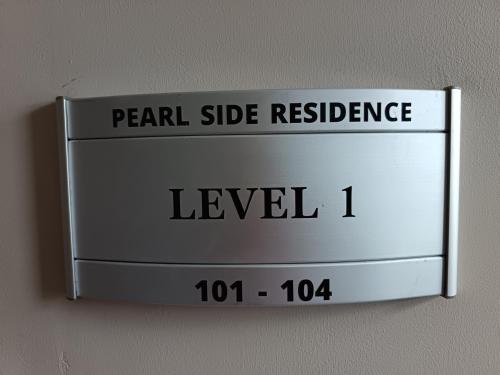 PEARL SIDE RESIDENCE
LEVEL 1
101 - 104